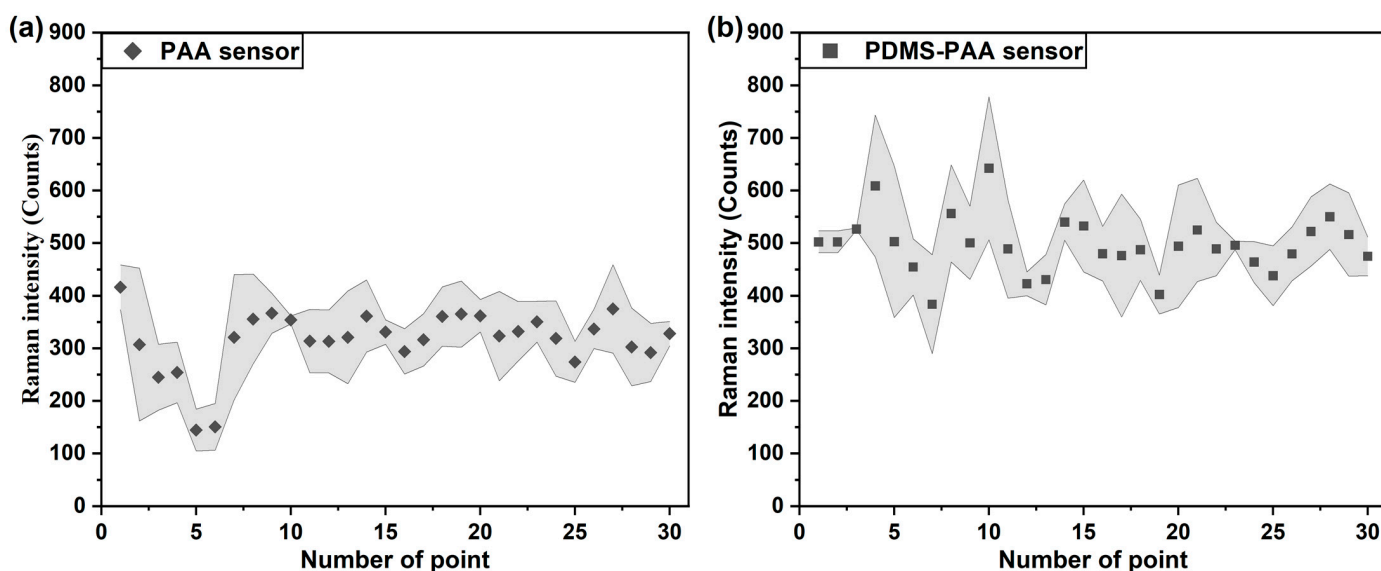 (a)
PAA sensor
Raman intensity (Counts)
900
800
700
600
500
400
300
200
100
0
0 5 10 15 20 25 30
Number of point
(b)
PDMS-PAA sensor
Raman intensity (Counts)
900
800
700
600
500
400
300
200
100
0
0 5 10 15 20 25 30
Number of point